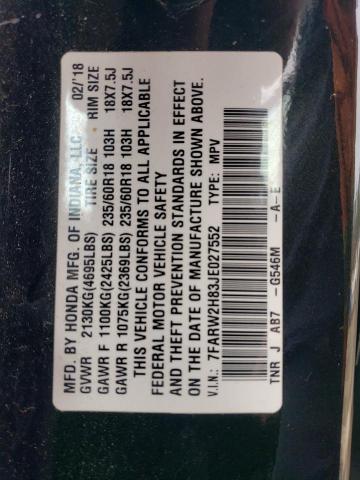 MFD. BY HONDA MFG. OF INDIANA, LLC 02/'18
GVWR 2130KG(4695LBS) TIRE SIZE RIM SIZE
GAWR F 1100KG(2425LBS) 235/60R18 103H 18X7.5J
GAWR R 1075KG(2369LBS) 235/60R18 103H 18X7.5J
THIS VEHICLE CONFORMS TO ALL APPLICABLE
FEDERAL MOTOR VEHICLE SAFETY
AND THEFT PREVENTION STANDARDS IN EFFECT
ON THE DATE OF MANUFACTURE SHOWN ABOVE.
V.I.N.: 7FARW2H83JE027552 TYPE: MPV
TNR J AB7 -G546M -A-E